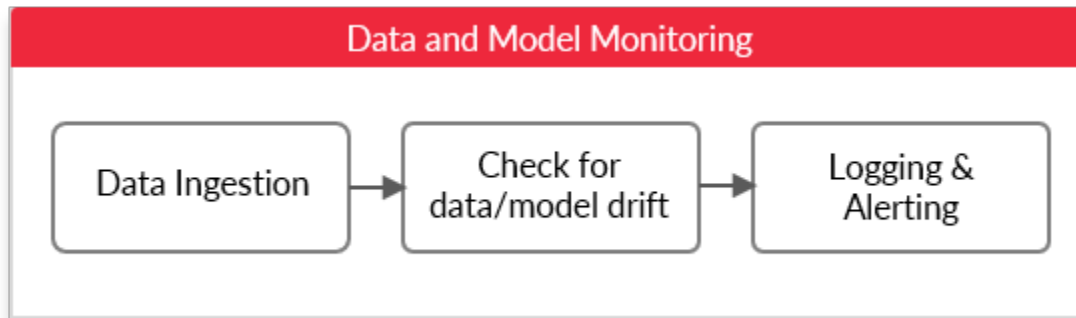 Data and Model Monitoring
Data Ingestion
Check for
data/model drift
Logging &
Alerting